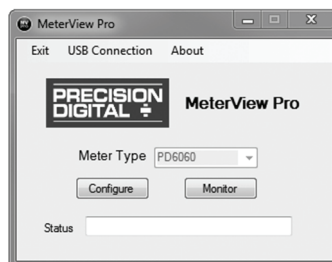 MeterView Pro
Exit USB Connection About
PRECISION
DIGITAL
MeterView Pro
Meter Type PD6060
Configure Monitor
Status